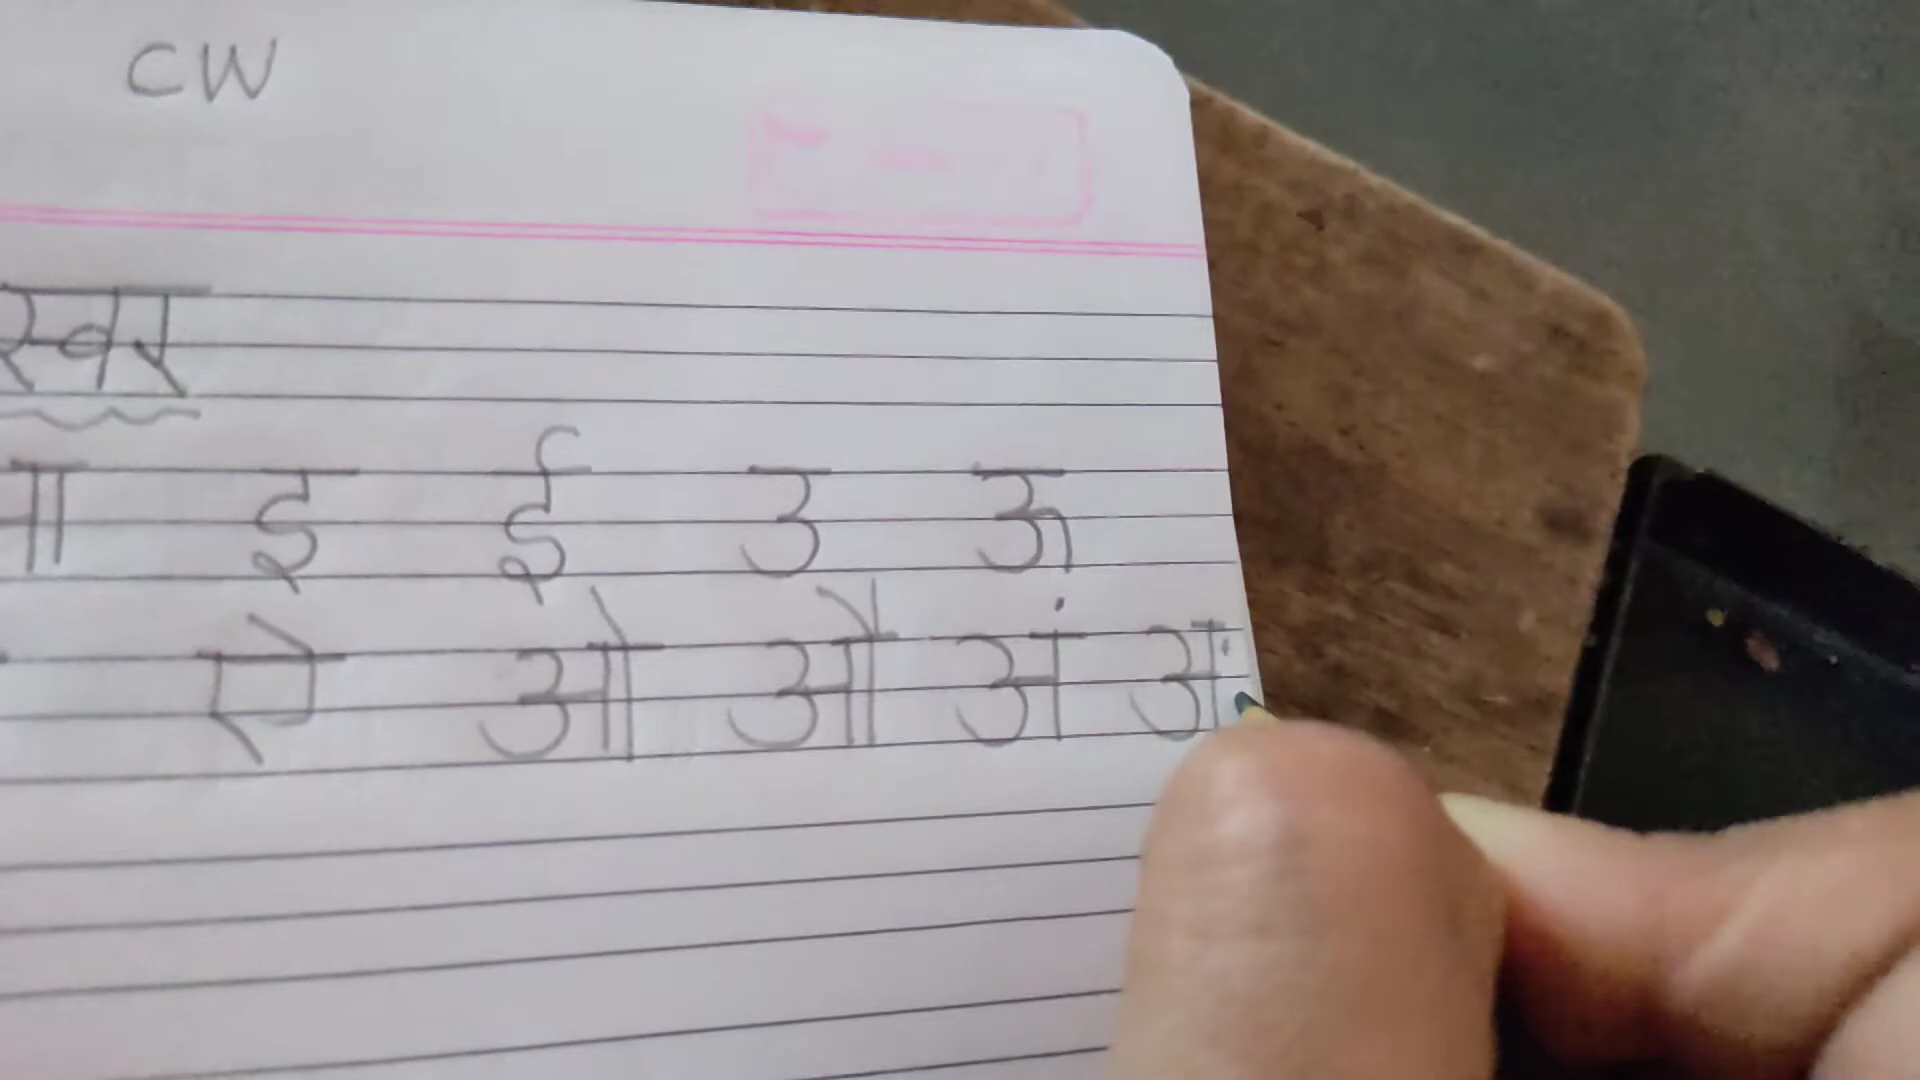 CW
स्वर
आ इ ई उ ऊ
ऐ ओ औ अं अः